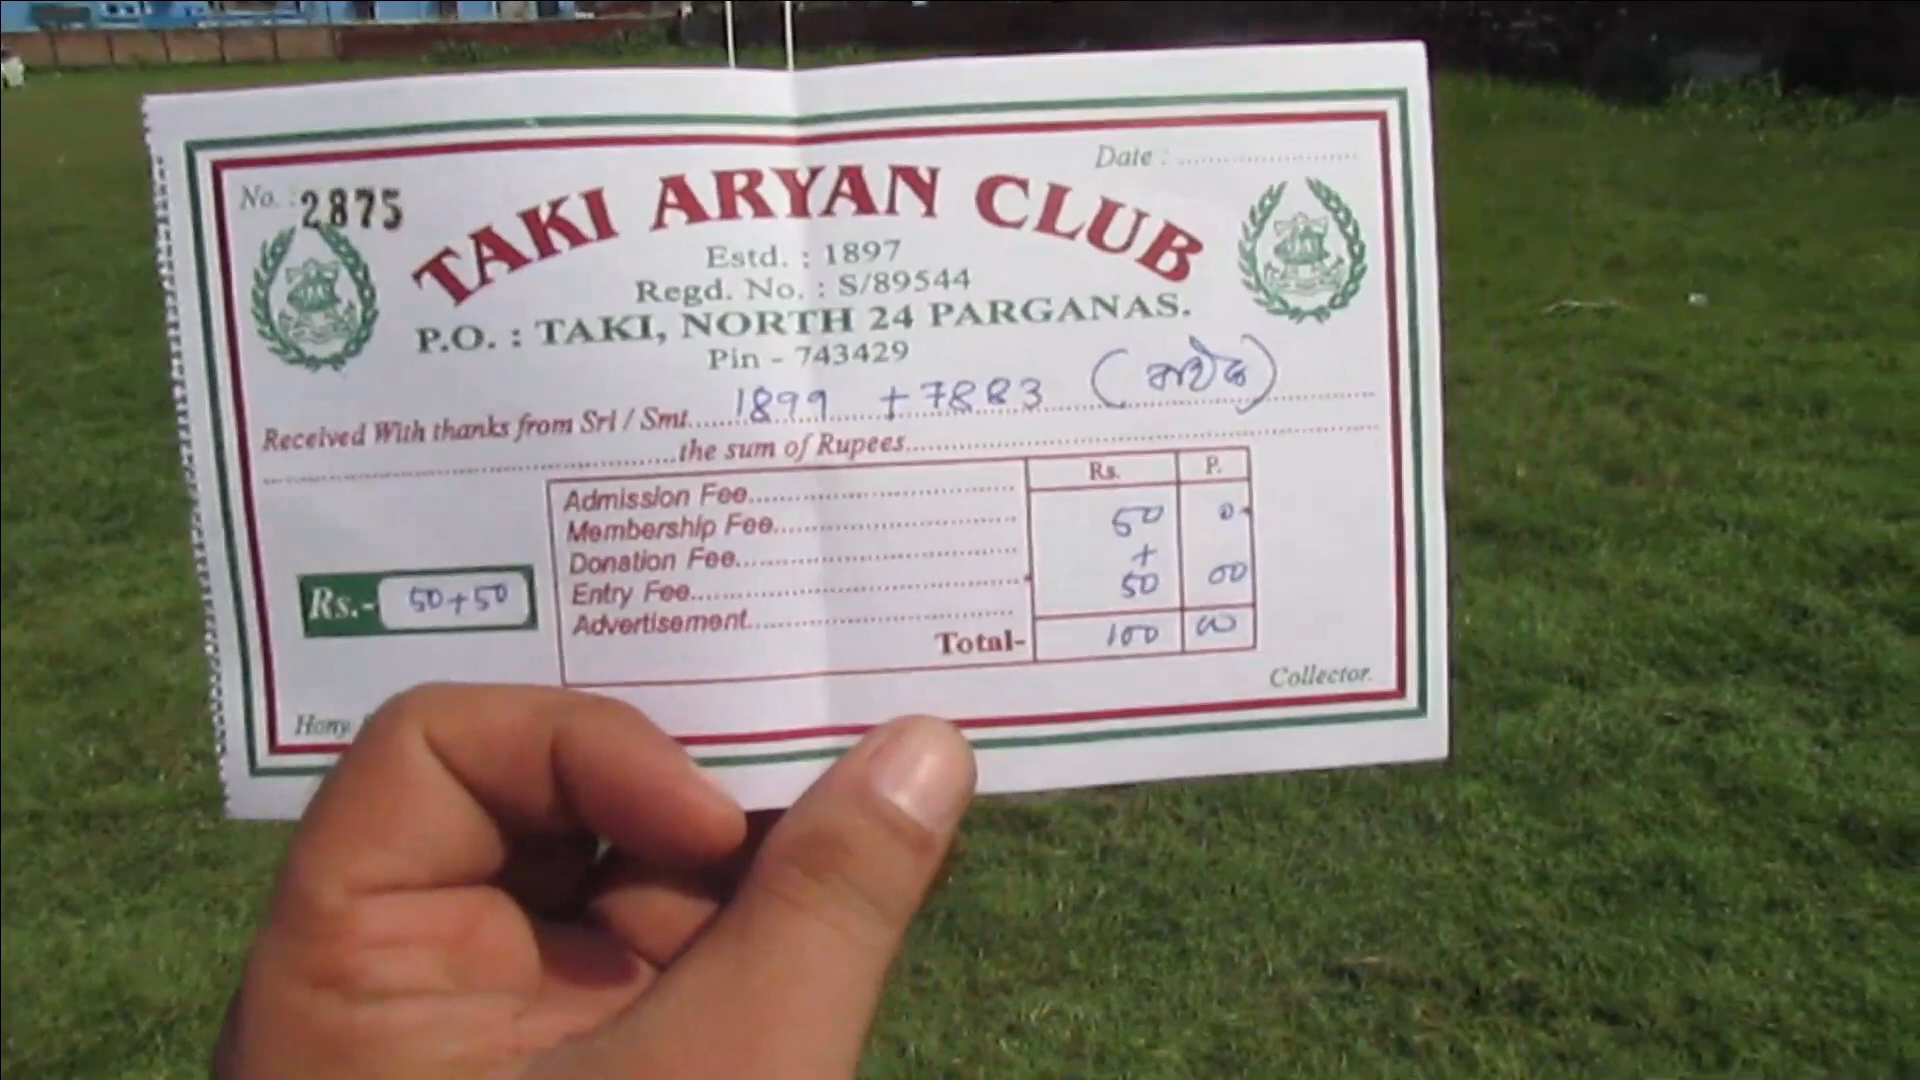 Date : ....................
No. : 2875
TAKI ARYAN CLUB
Estd. : 1897
Regd. No. : S/89544
P.O. : TAKI, NORTH 24 PARGANAS.
Pin - 743429
Received With thanks from Sri / Smt. 1899 + 7883
the sum of Rupees
Rs. P.
Admission Fee
Membership Fee 50
Donation Fee +
Entry Fee 50 00
Advertisement
Rs.- 50+50
Total- 100 00
Collector.
Hony.